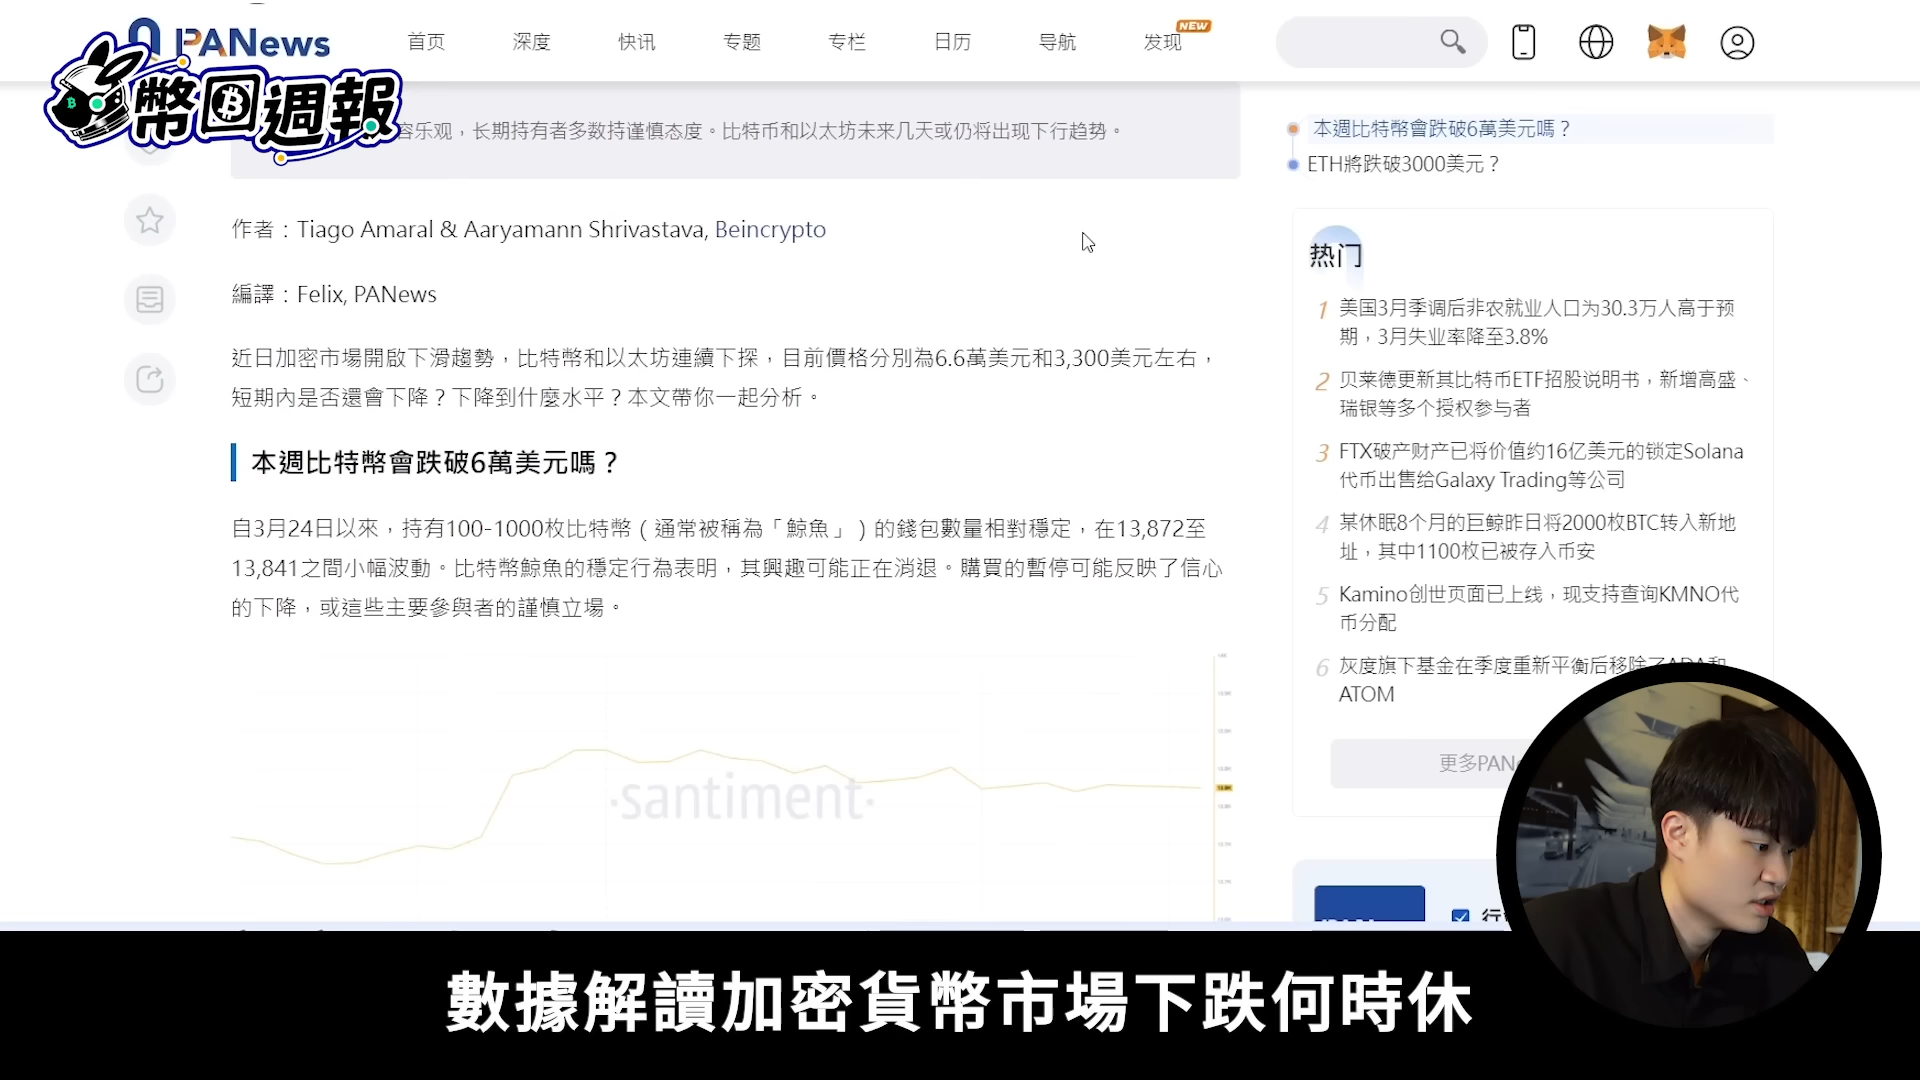 PANews
首页
深度
快讯
专题
专栏
日历
导航
发现
NEW
幣回週報
容乐观，长期持有者多数持谨慎态度。比特币和以太坊未来几天或仍将出现下行趋势。
作者：Tiago Amaral & Aaryamann Shrivastava, Beincrypto
編譯：Felix, PANews
近日加密市場開啟下滑趨勢，比特幣和以太坊連續下探，目前價格分別為6.6萬美元和3,300美元左右，
短期內是否還會下降？下降到什麼水平？本文帶你一起分析。
本週比特幣會跌破6萬美元嗎？
自3月24日以來，持有100-1000枚比特幣（通常被稱為「鯨魚」）的錢包數量相對穩定，在13,872至
13,841之間小幅波動。比特幣鯨魚的穩定行為表明，其興趣可能正在消退。購買的暫停可能反映了信心
的下降，或這些主要參與者的謹慎立場。
·santiment·
本週比特幣會跌破6萬美元嗎？
ETH將跌破3000美元？
热门
1 美国3月季调后非农就业人口为30.3万人高于预
期，3月失业率降至3.8%
2 贝莱德更新其比特币ETF招股说明书，新增高盛、
瑞银等多个授权参与者
3 FTX破产财产已将价值约16亿美元的锁定Solana
代币出售给Galaxy Trading等公司
4 某休眠8个月的巨鲸昨日将2000枚BTC转入新地
址，其中1100枚已被存入币安
5 Kamino创世页面已上线，现支持查询KMNO代
币分配
6 灰度旗下基金在季度重新平衡后移除了ADA和
ATOM
更多PAN
行
數據解讀加密貨幣市場下跌何時休